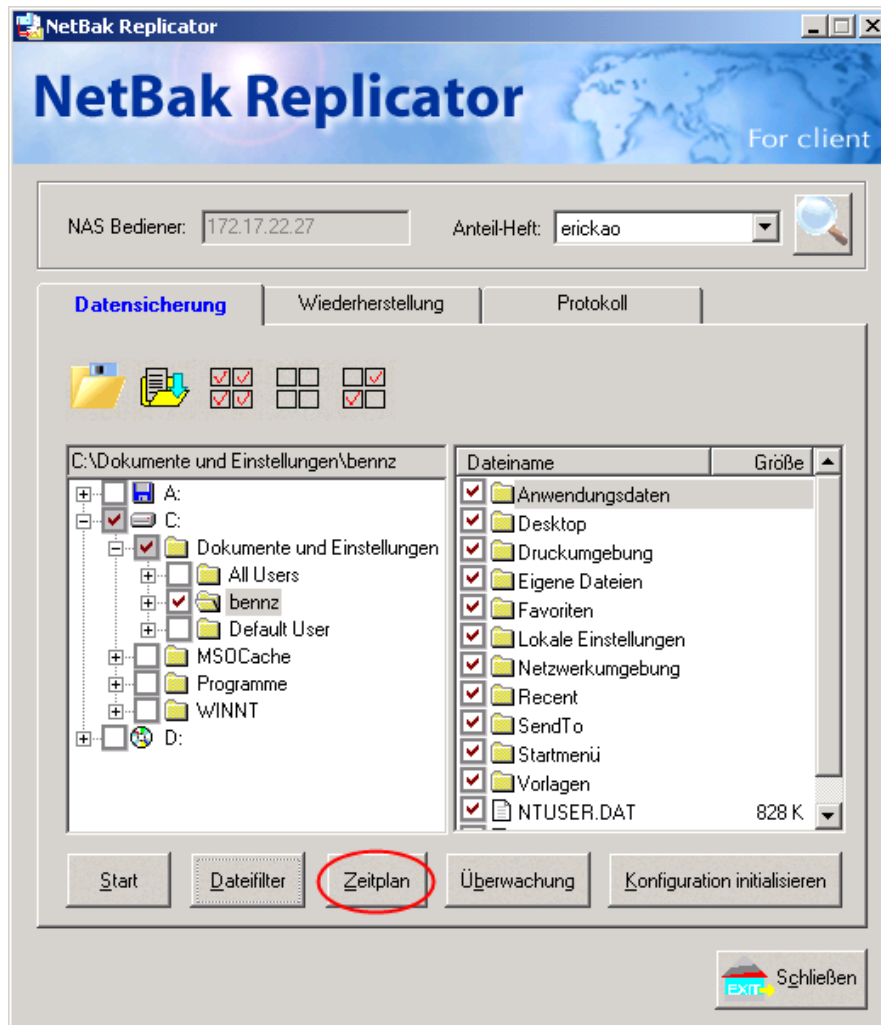 NetBak Replicator
NetBak Replicator
For client
NAS Bediener: 172.17.22.27 Anteil-Heft: erickao
Datensicherung Wiederherstellung Protokoll
C:\Dokumente und Einstellungen\bennz
A:
C:
Dokumente und Einstellungen
All Users
bennz
Default User
MSOCache
Programme
WINNT
D:
Dateiname Größe
Anwendungsdaten
Desktop
Druckumgebung
Eigene Dateien
Favoriten
Lokale Einstellungen
Netzwerkumgebung
Recent
SendTo
Startmenü
Vorlagen
NTUSER.DAT 828 K
Start Dateifilter Zeitplan Überwachung Konfiguration initialisieren
EXIT Schließen